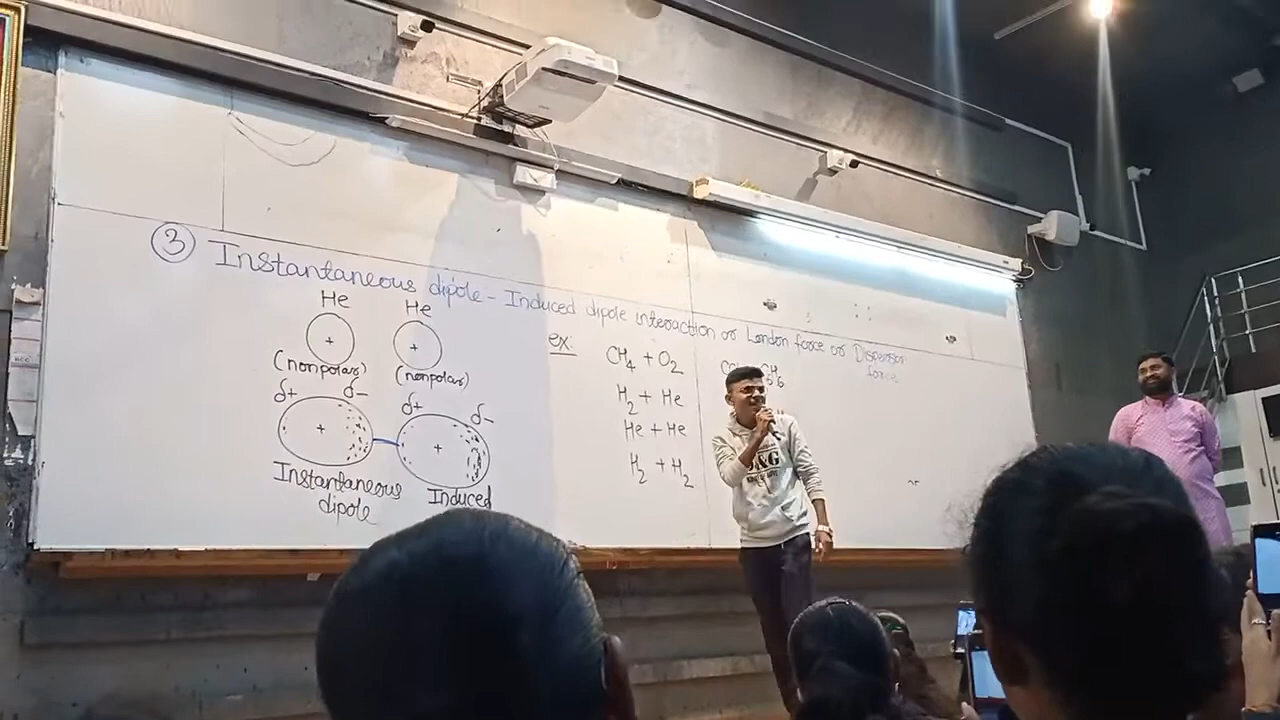 ③ Instantaneous dipole - Induced dipole interaction or London force or Dispersion
force
He He
+ +
(nonpolar) (nonpolar)
δ+ δ- δ+ δ-
+ +
Instantaneous
dipole
Induced
ex:
CH4 + O2
H2 + He
He + He
H2 + H2
&G